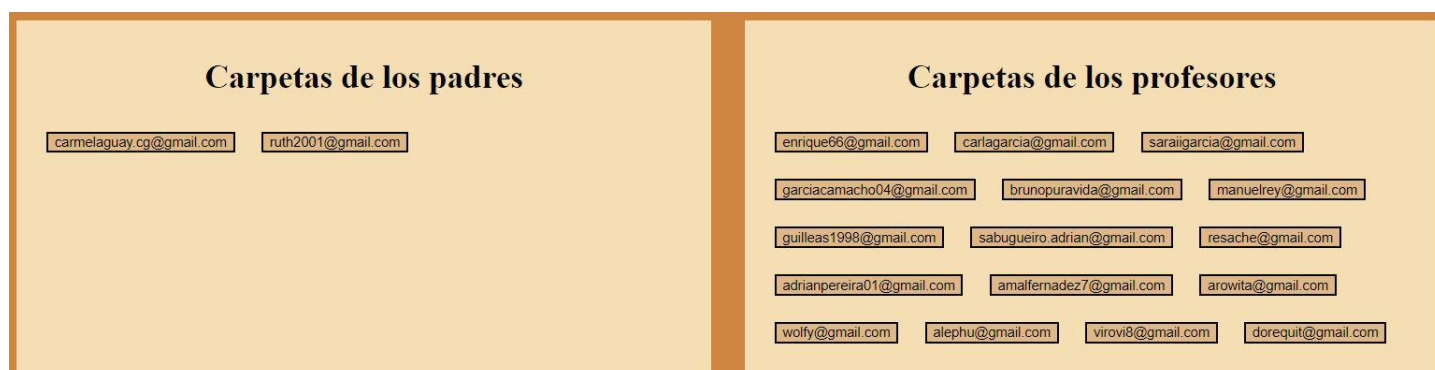 Carpetas de los padres
carmelaguay.cg@gmail.com ruth2001@gmail.com
Carpetas de los profesores
enrique66@gmail.com carlagarcia@gmail.com saraiigarcia@gmail.com
garciacamacho04@gmail.com brunopuravida@gmail.com manuelrey@gmail.com
guilleas1998@gmail.com sabugueiro.adrian@gmail.com resache@gmail.com
adrianpereira01@gmail.com amalfernadez7@gmail.com arowita@gmail.com
wolfy@gmail.com alephu@gmail.com virovi8@gmail.com dorequit@gmail.com